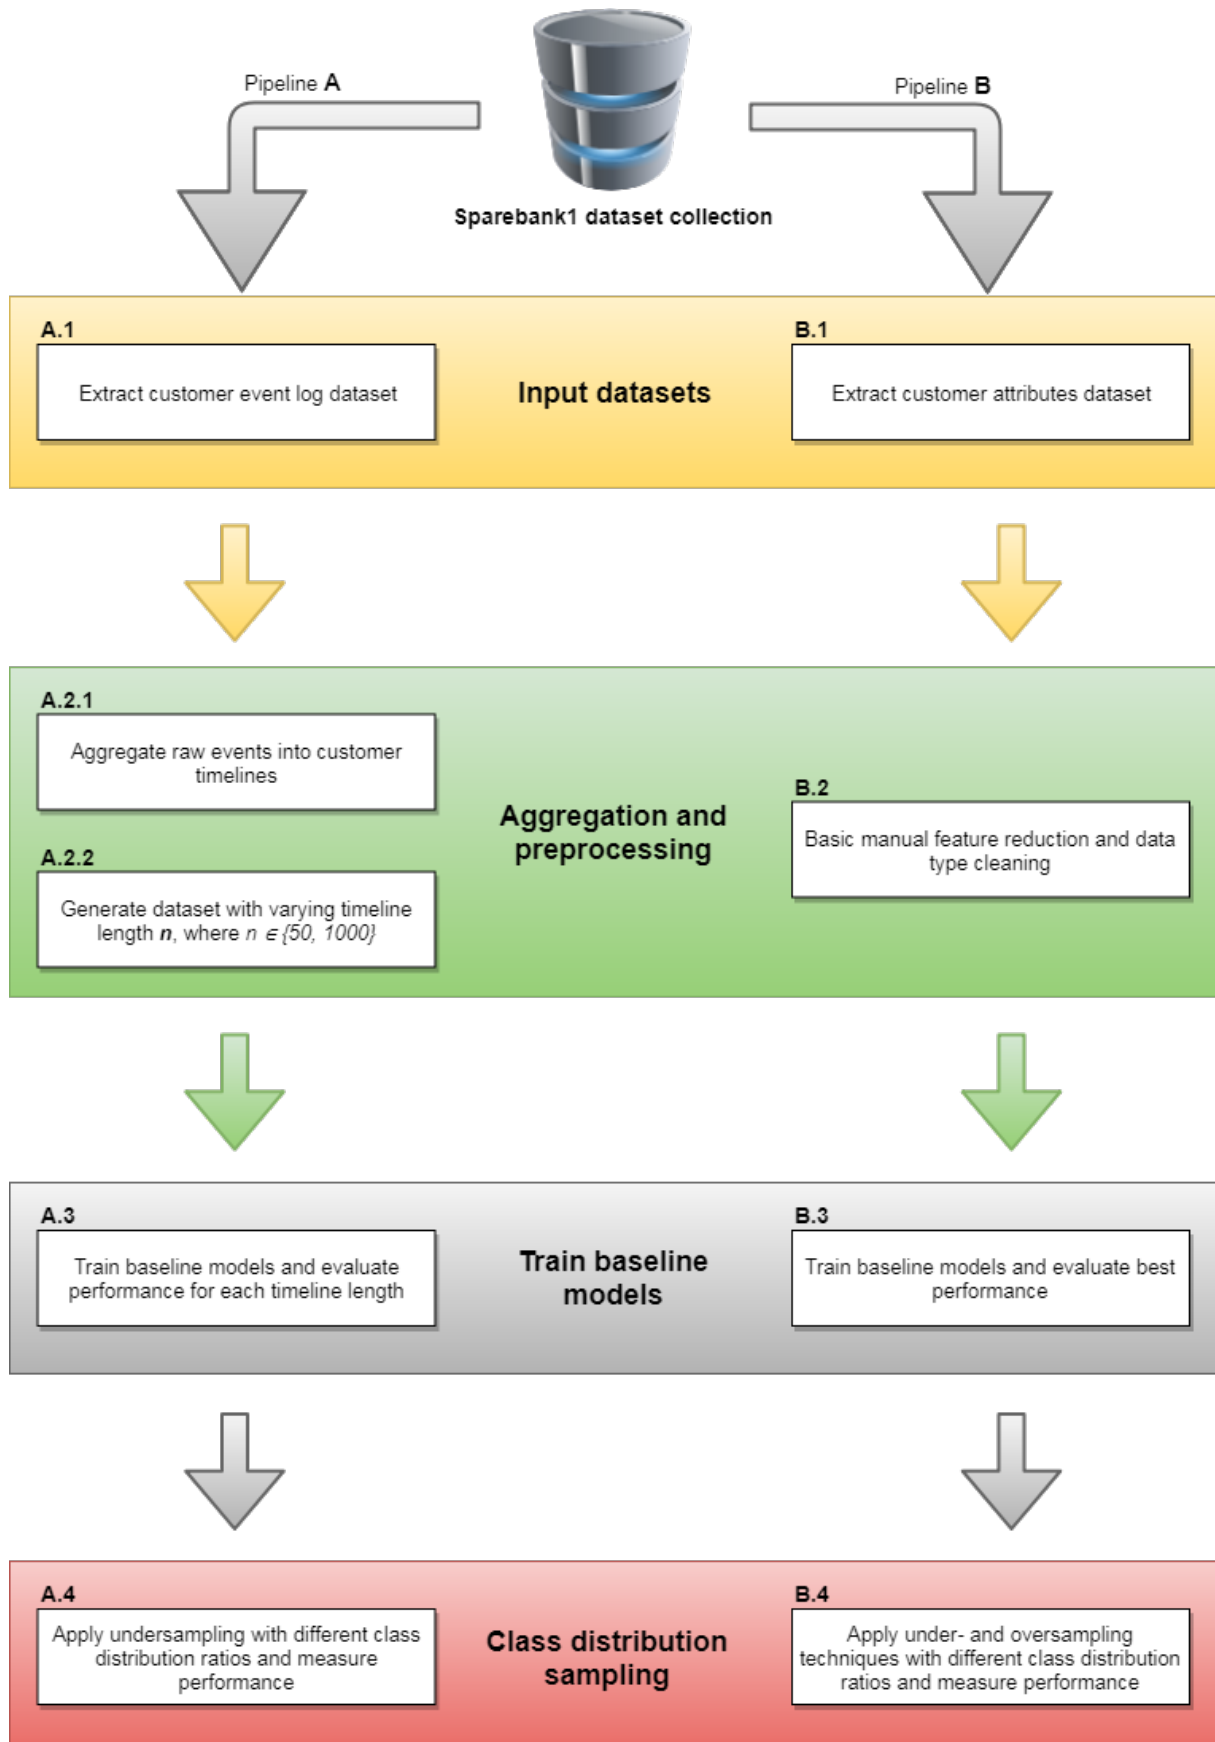 Pipeline A
Pipeline B
Sparebank1 dataset collection
A.1
Extract customer event log dataset
Input datasets
B.1
Extract customer attributes dataset
A.2.1
Aggregate raw events into customer
timelines
A.2.2
Generate dataset with varying timeline
length n, where n ∈ {50, 1000}
Aggregation and
preprocessing
B.2
Basic manual feature reduction and data
type cleaning
A.3
Train baseline models and evaluate
performance for each timeline length
Train baseline
models
B.3
Train baseline models and evaluate best
performance
A.4
Apply undersampling with different class
distribution ratios and measure
performance
Class distribution
sampling
B.4
Apply under- and oversampling
techniques with different class distribution
ratios and measure performance